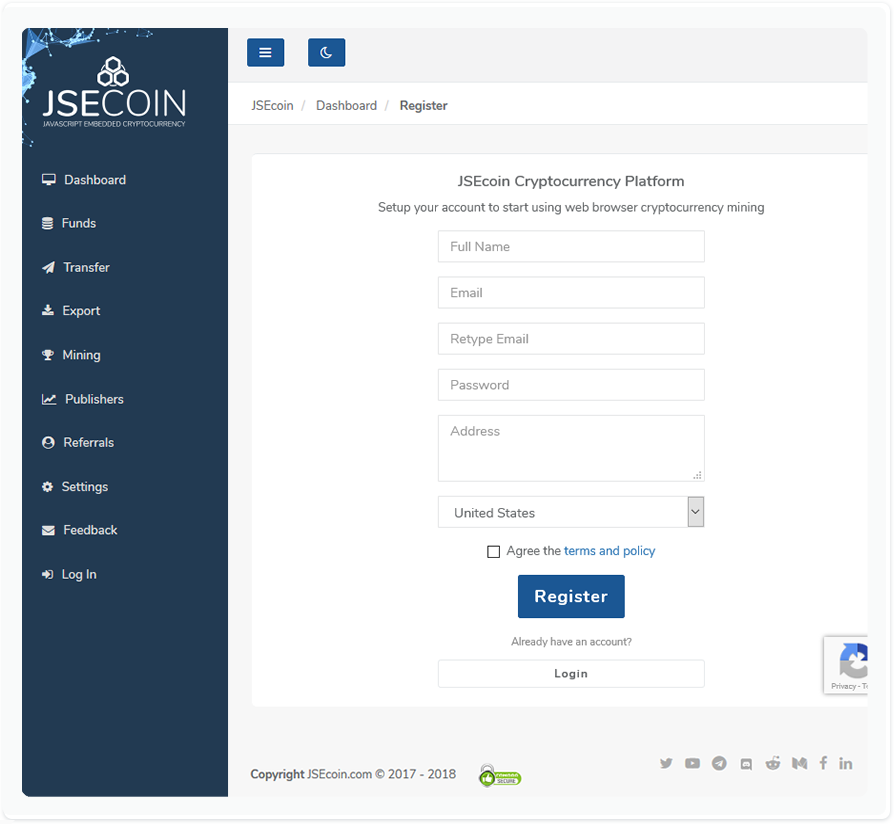 JSECOIN
JAVASCRIPT EMBEDDED CRYPTOCURRENCY
Dashboard
Funds
Transfer
Export
Mining
Publishers
Referrals
Settings
Feedback
Log In
JSEcoin / Dashboard / Register
JSEcoin Cryptocurrency Platform
Setup your account to start using web browser cryptocurrency mining
Full Name
Email
Retype Email
Password
Address
United States
Agree the terms and policy
Register
Already have an account?
Login
Privacy - Te
Copyright JSEcoin.com © 2017 - 2018
COMODO
SECURE